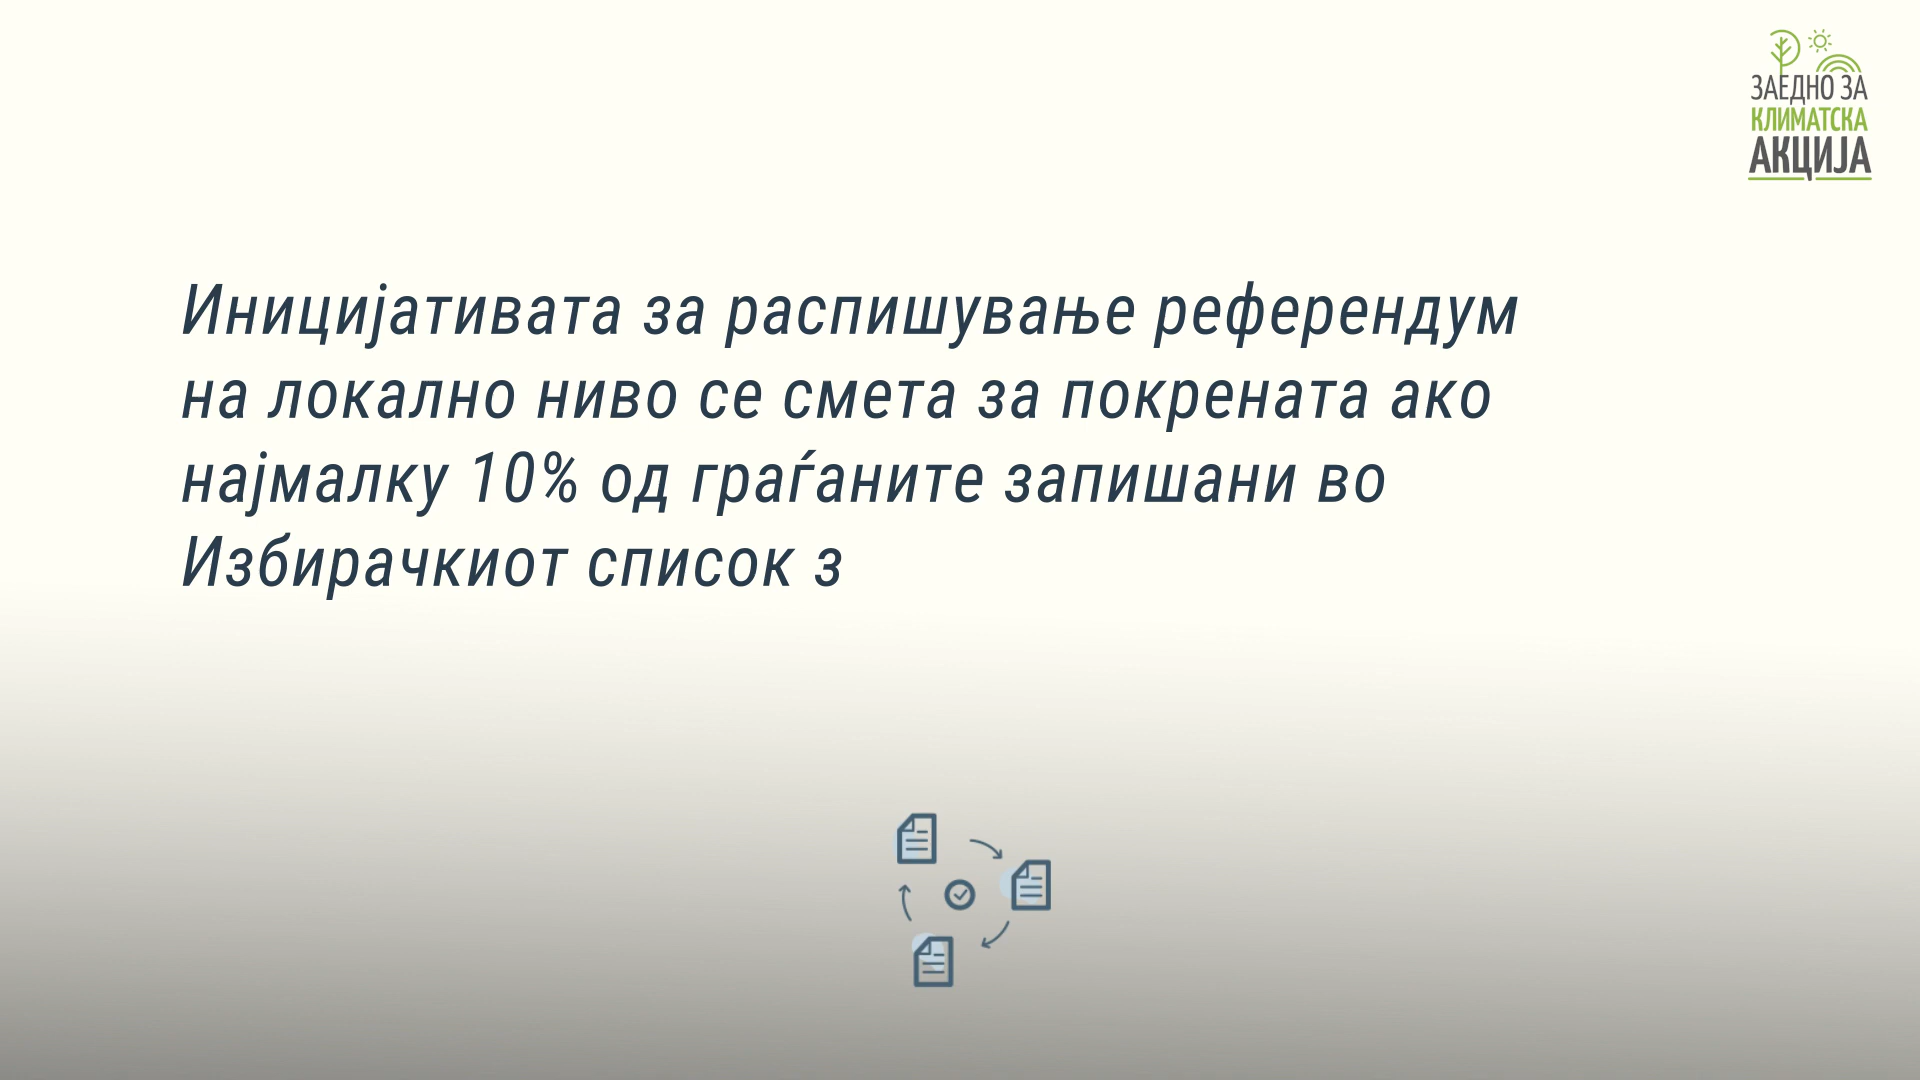 ЗАЕДНО ЗА
КЛИМАТСКА
АКЦИЈА
Иницијативата за распишување референдум
на локално ниво се смета за покрената ако
најмалку 10% од граѓаните запишани во
Избирачкиот список з